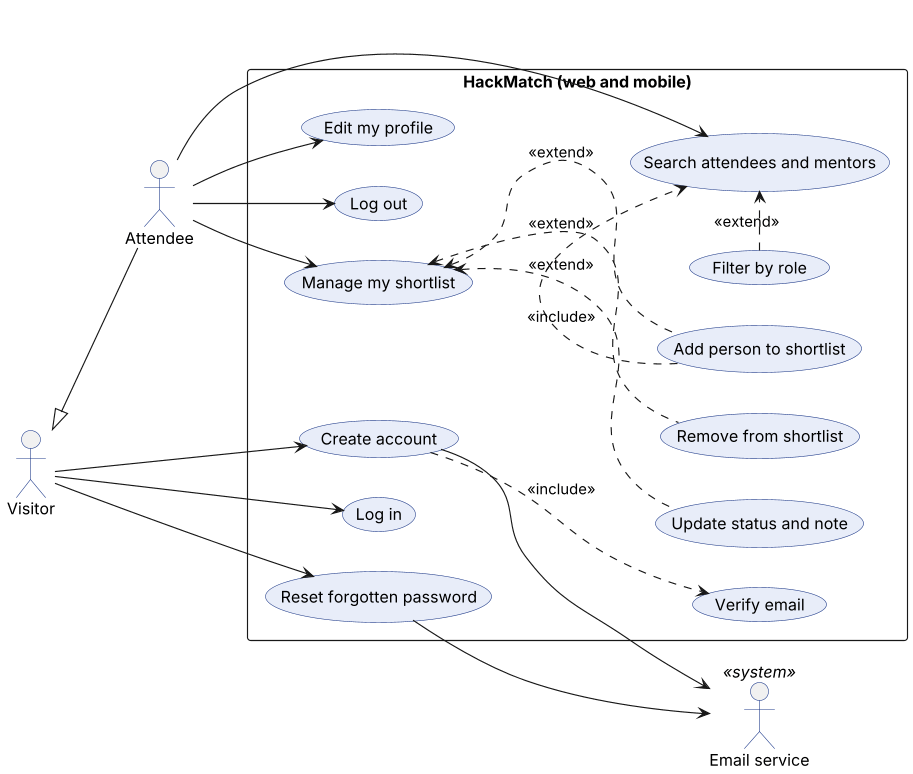 HackMatch (web and mobile)
Edit my profile
«extend»
Search attendees and mentors
Log out
Attendee
«extend»
«extend»
Filter by role
«extend»
Manage my shortlist
«include»
Add person to shortlist
Create account
Remove from shortlist
Visitor
«include»
Log in
Update status and note
Reset forgotten password
Verify email
«system»
Email service